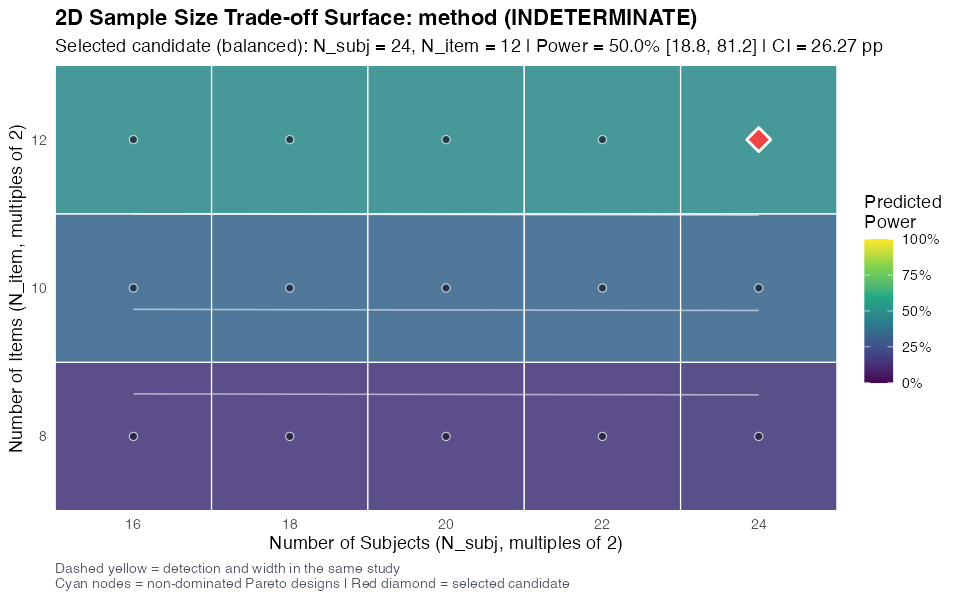 2D Sample Size Trade-off Surface: method (INDETERMINATE)
Selected candidate (balanced): N_subj = 24, N_item = 12 | Power = 50.0% [18.8, 81.2] | CI = 26.27 pp
Number of Items (N_item, multiples of 2)
12
10
8
16
18
20
22
24
Number of Subjects (N_subj, multiples of 2)
Predicted
Power
100%
75%
50%
25%
0%
Dashed yellow = detection and width in the same study
Cyan nodes = non-dominated Pareto designs | Red diamond = selected candidate